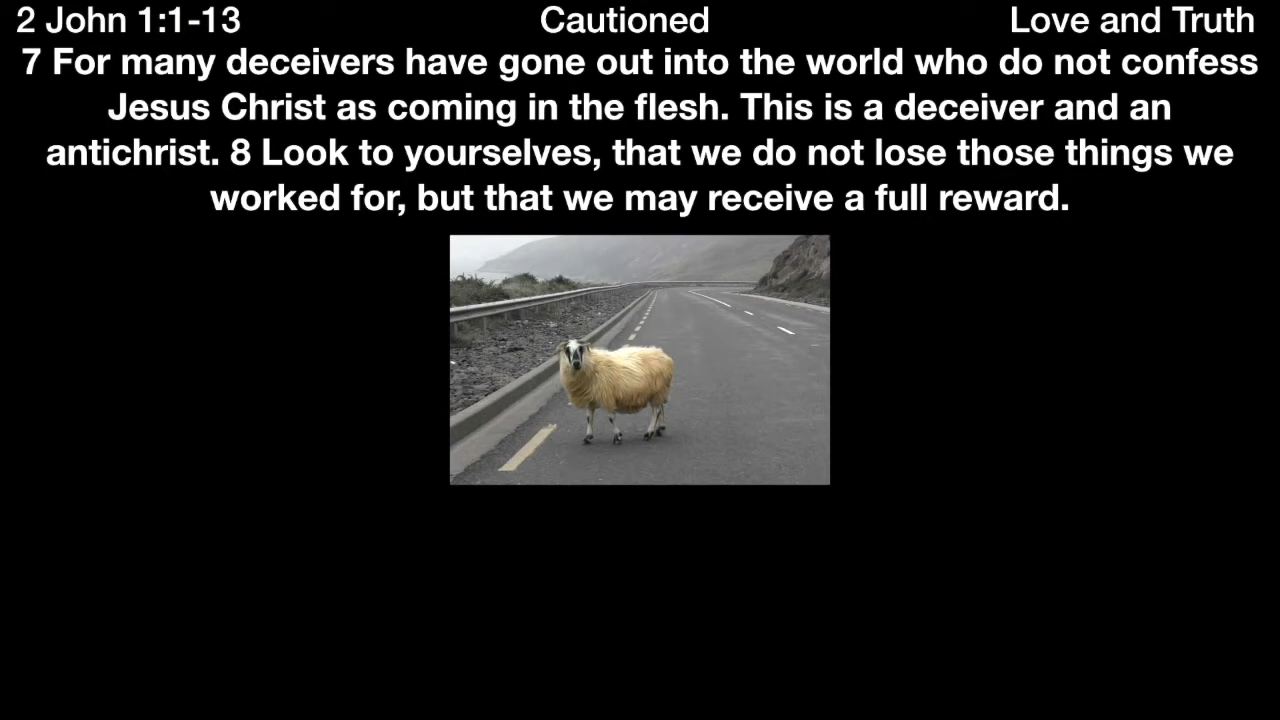 2 John 1:1-13 Cautioned Love and Truth
7 For many deceivers have gone out into the world who do not confess
Jesus Christ as coming in the flesh. This is a deceiver and an
antichrist. 8 Look to yourselves, that we do not lose those things we
worked for, but that we may receive a full reward.